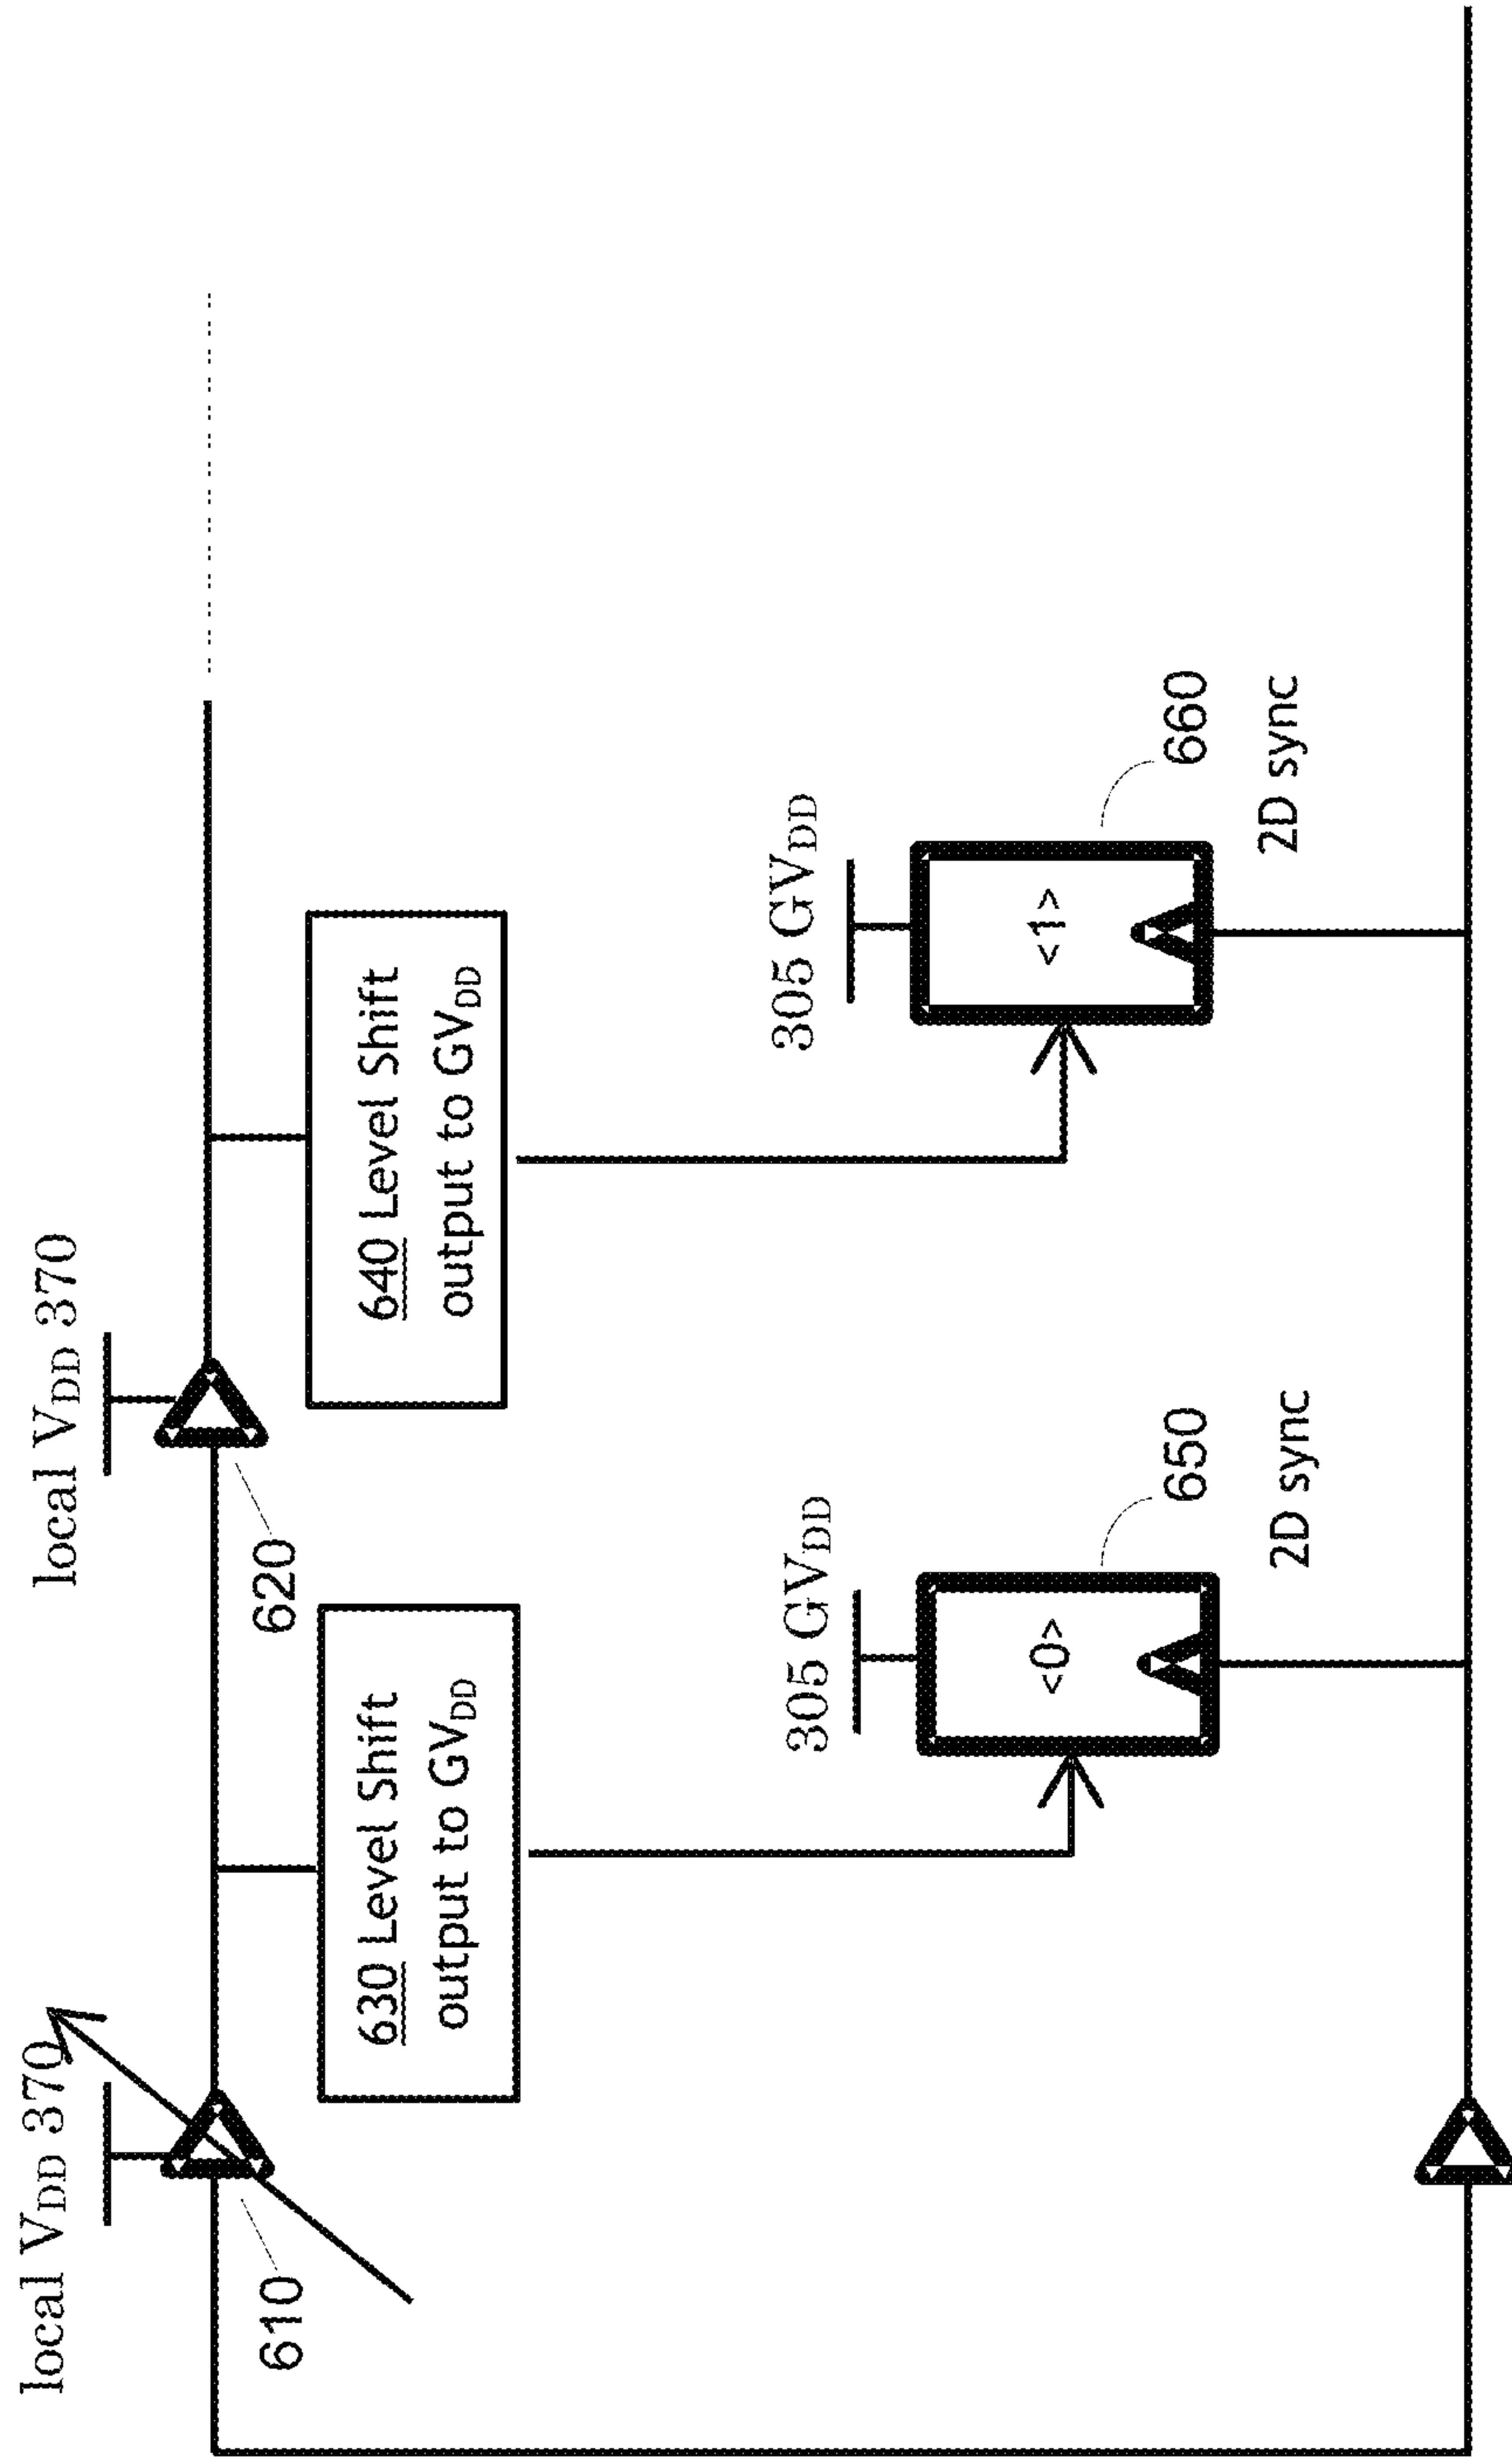 local VDD 370
local VDD 370
610
620
630 Level Shift
output to GVDD
640 Level Shift
output to GVDD
305 GVDD
305 GVDD
<0>
<1>
650
660
2D sync
2D sync